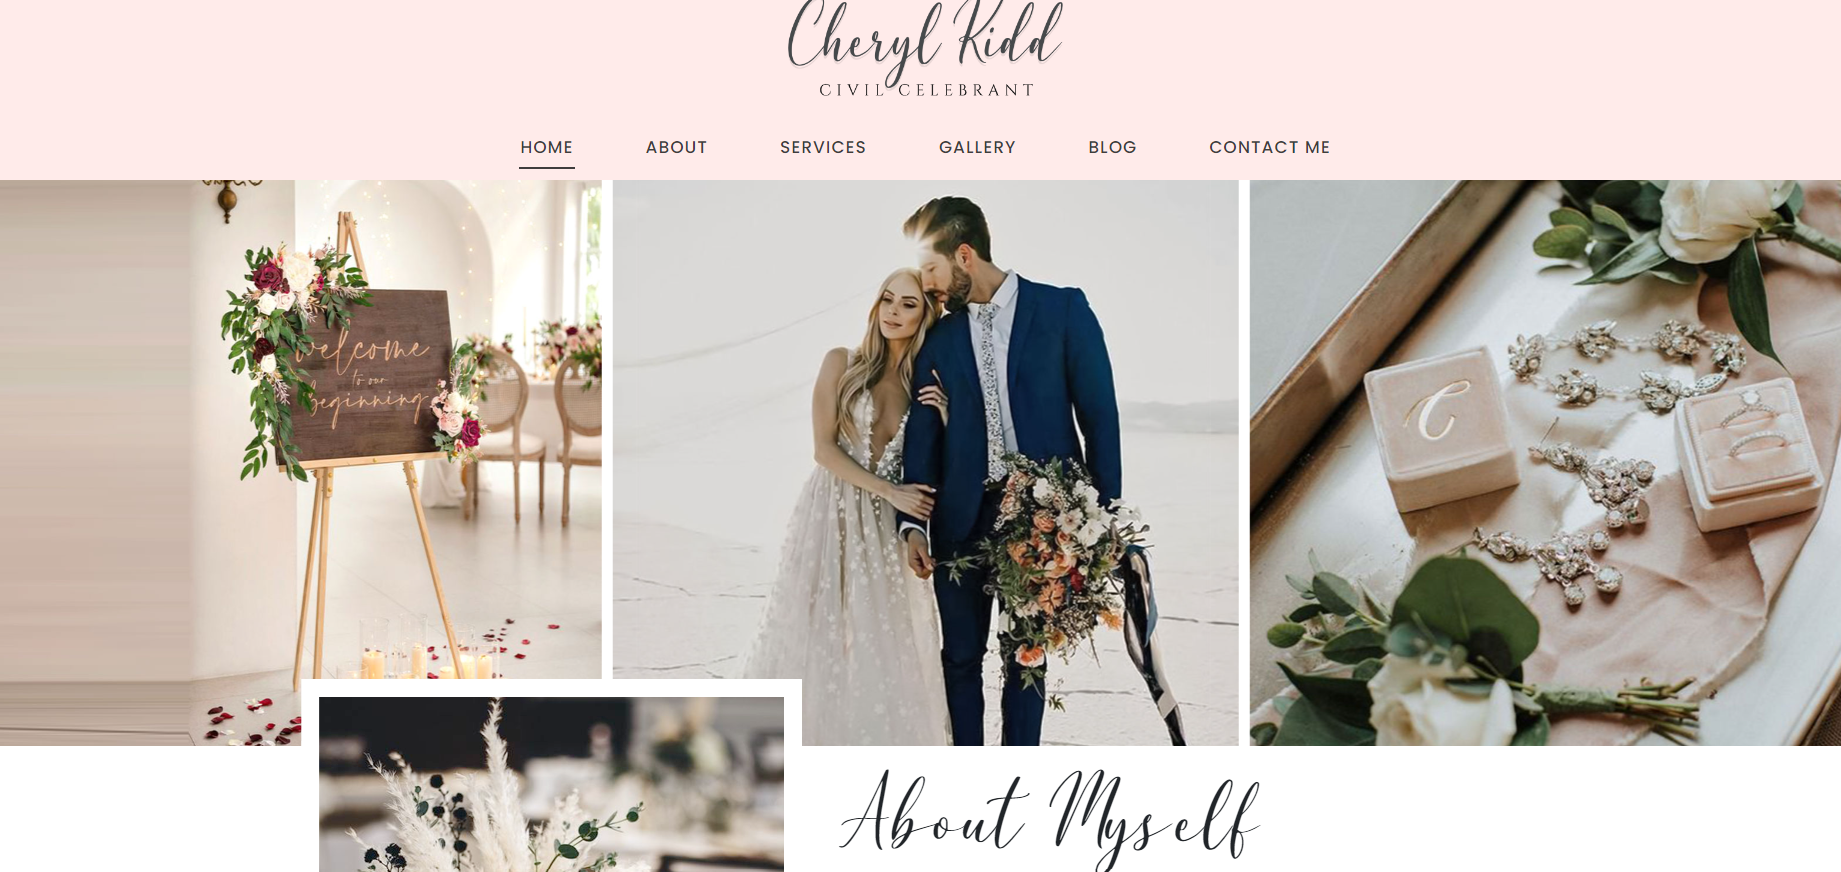 Cheryl Kidd
CIVIL CELEBRANT
HOME ABOUT SERVICES GALLERY BLOG CONTACT ME
welcome
to our
beginning
C
About Myself